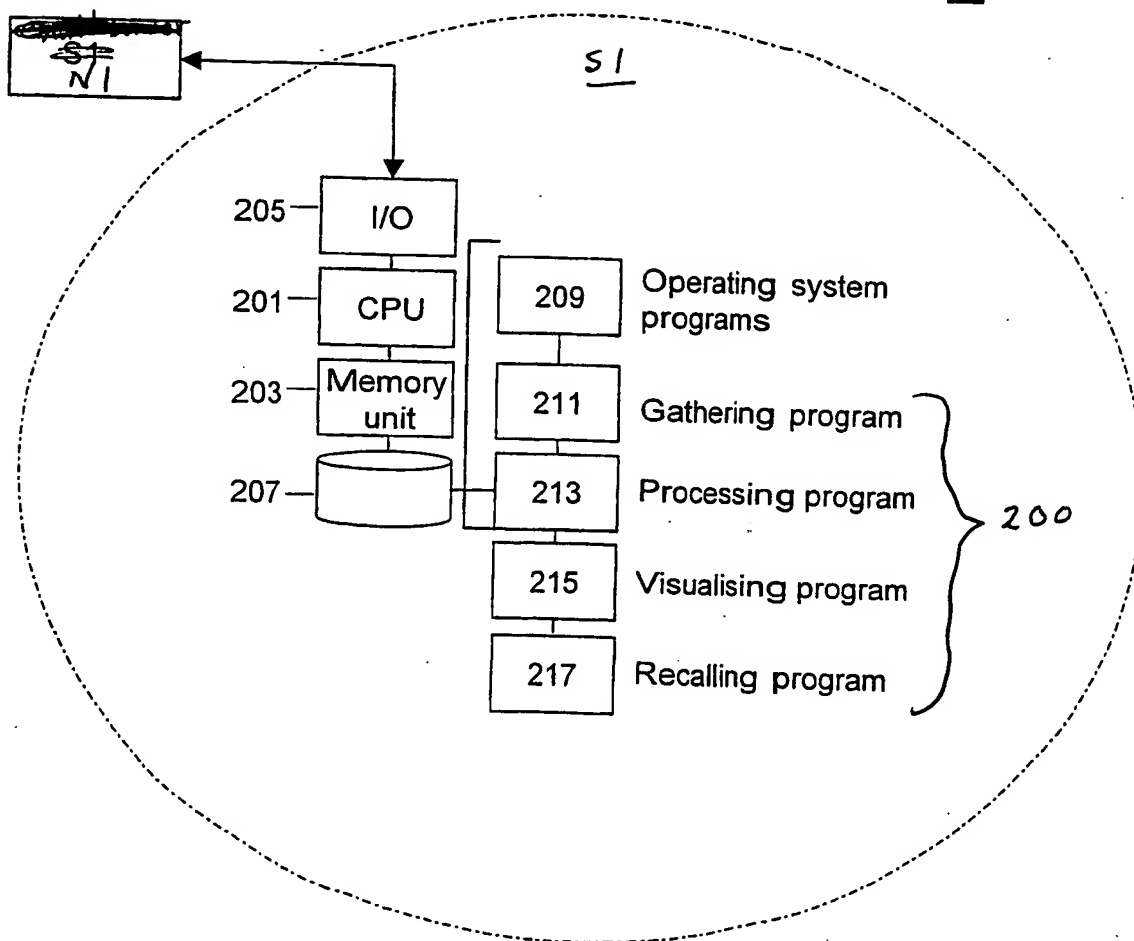 S1
N1
S1
205
I/O
201
CPU
203
Memory
unit
207
209
Operating system
programs
211
Gathering program
213
Processing program
215
Visualising program
217
Recalling program
200